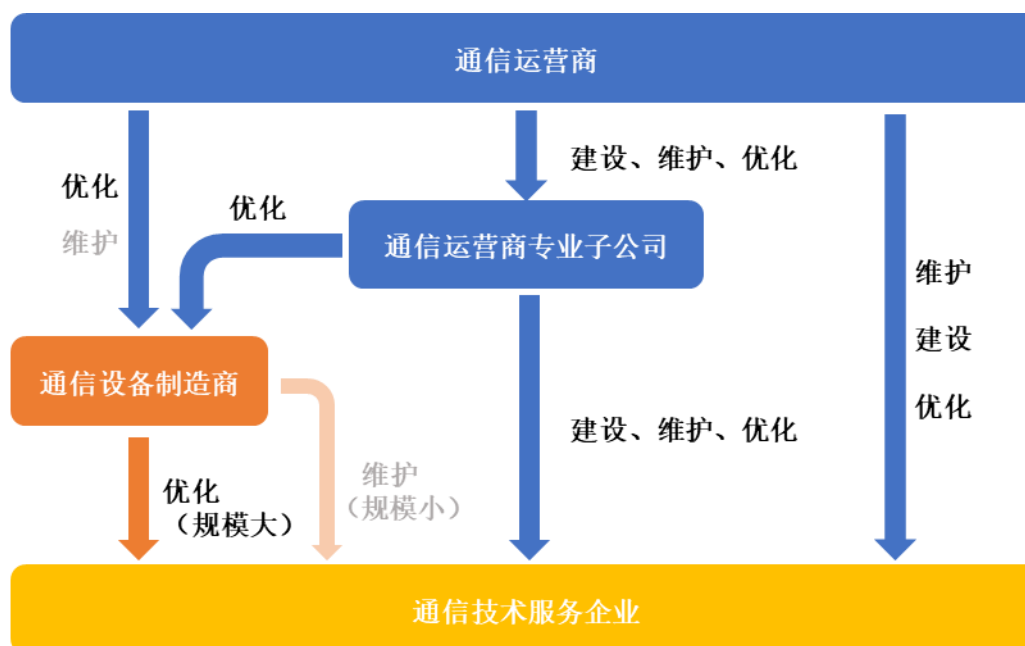 通信运营商
建设、维护、优化
优化
维护
优化
通信运营商专业子公司
维护
建设
优化
通信设备制造商
建设、维护、优化
优化
（规模大）
维护
（规模小）
通信技术服务企业